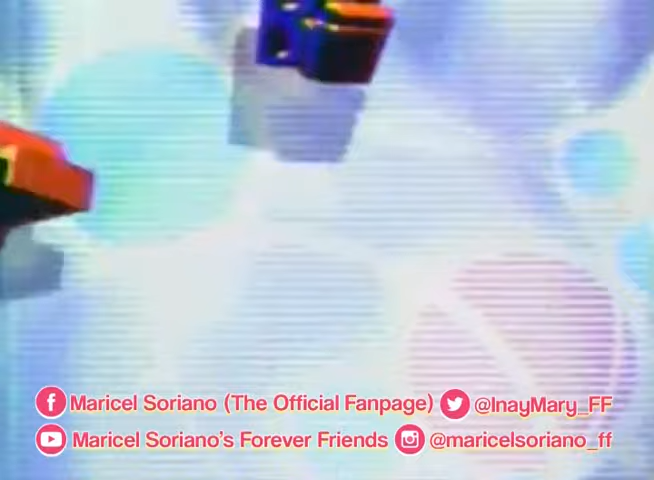 Maricel Soriano (The Official Fanpage) @InayMary_FF
Maricel Soriano's Forever Friends @maricelsoriano_ff